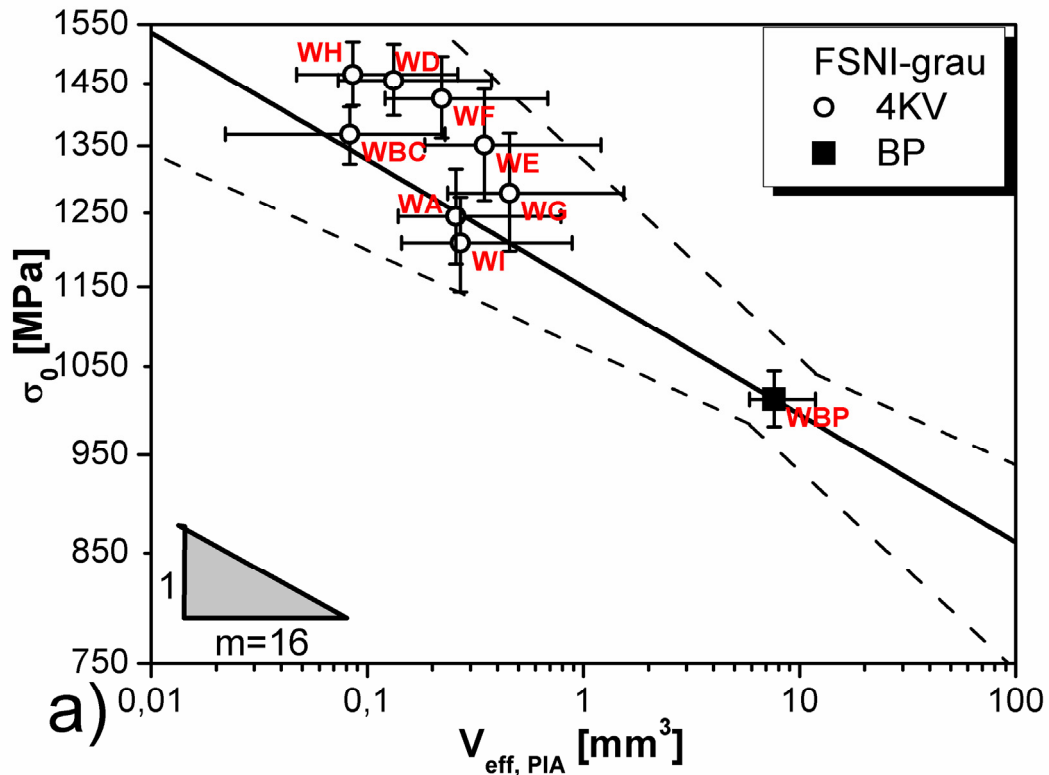 1550
1450
1350
1250
1150
1050
950
850
750
σ0 [MPa]
FSNI-grau
4KV
BP
WH
WD
WF
WBC
WE
WA
WG
WI
WBP
1
m=16
a)
0,01
0,1
1
10
100
Veff, PIA [mm³]